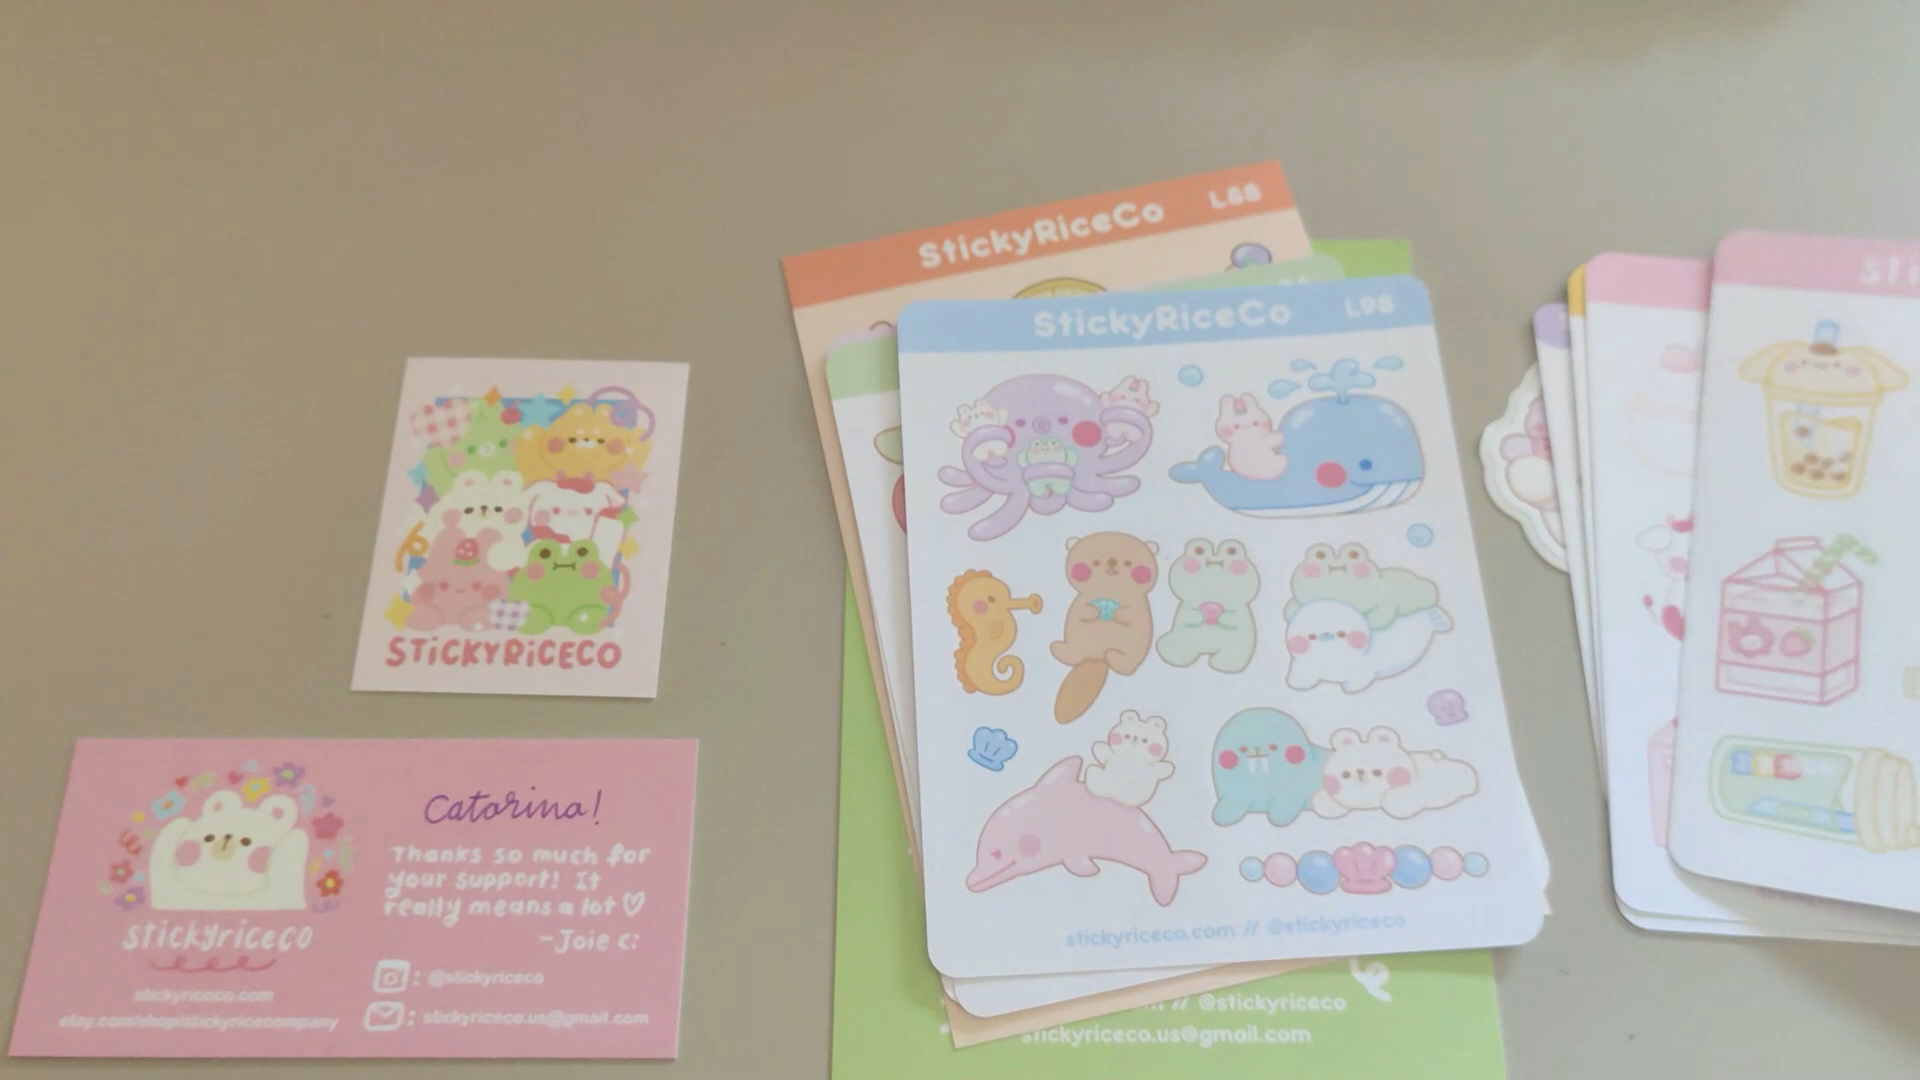 StickyRiceCo L88
StickyRiceCo L98
Sti
STiCKYRiCECO
Catarina!
Thanks so much for
your support! It
really means a lot
-Joie c:
stickyriceco
stickyriceco.com
etsy.com/shop/stickyricecompany
: @stickyriceco
: stickyriceco.us@gmail.com
stickyriceco.com // @stickyriceco
// @stickyriceco
stickyriceco.us@gmail.com